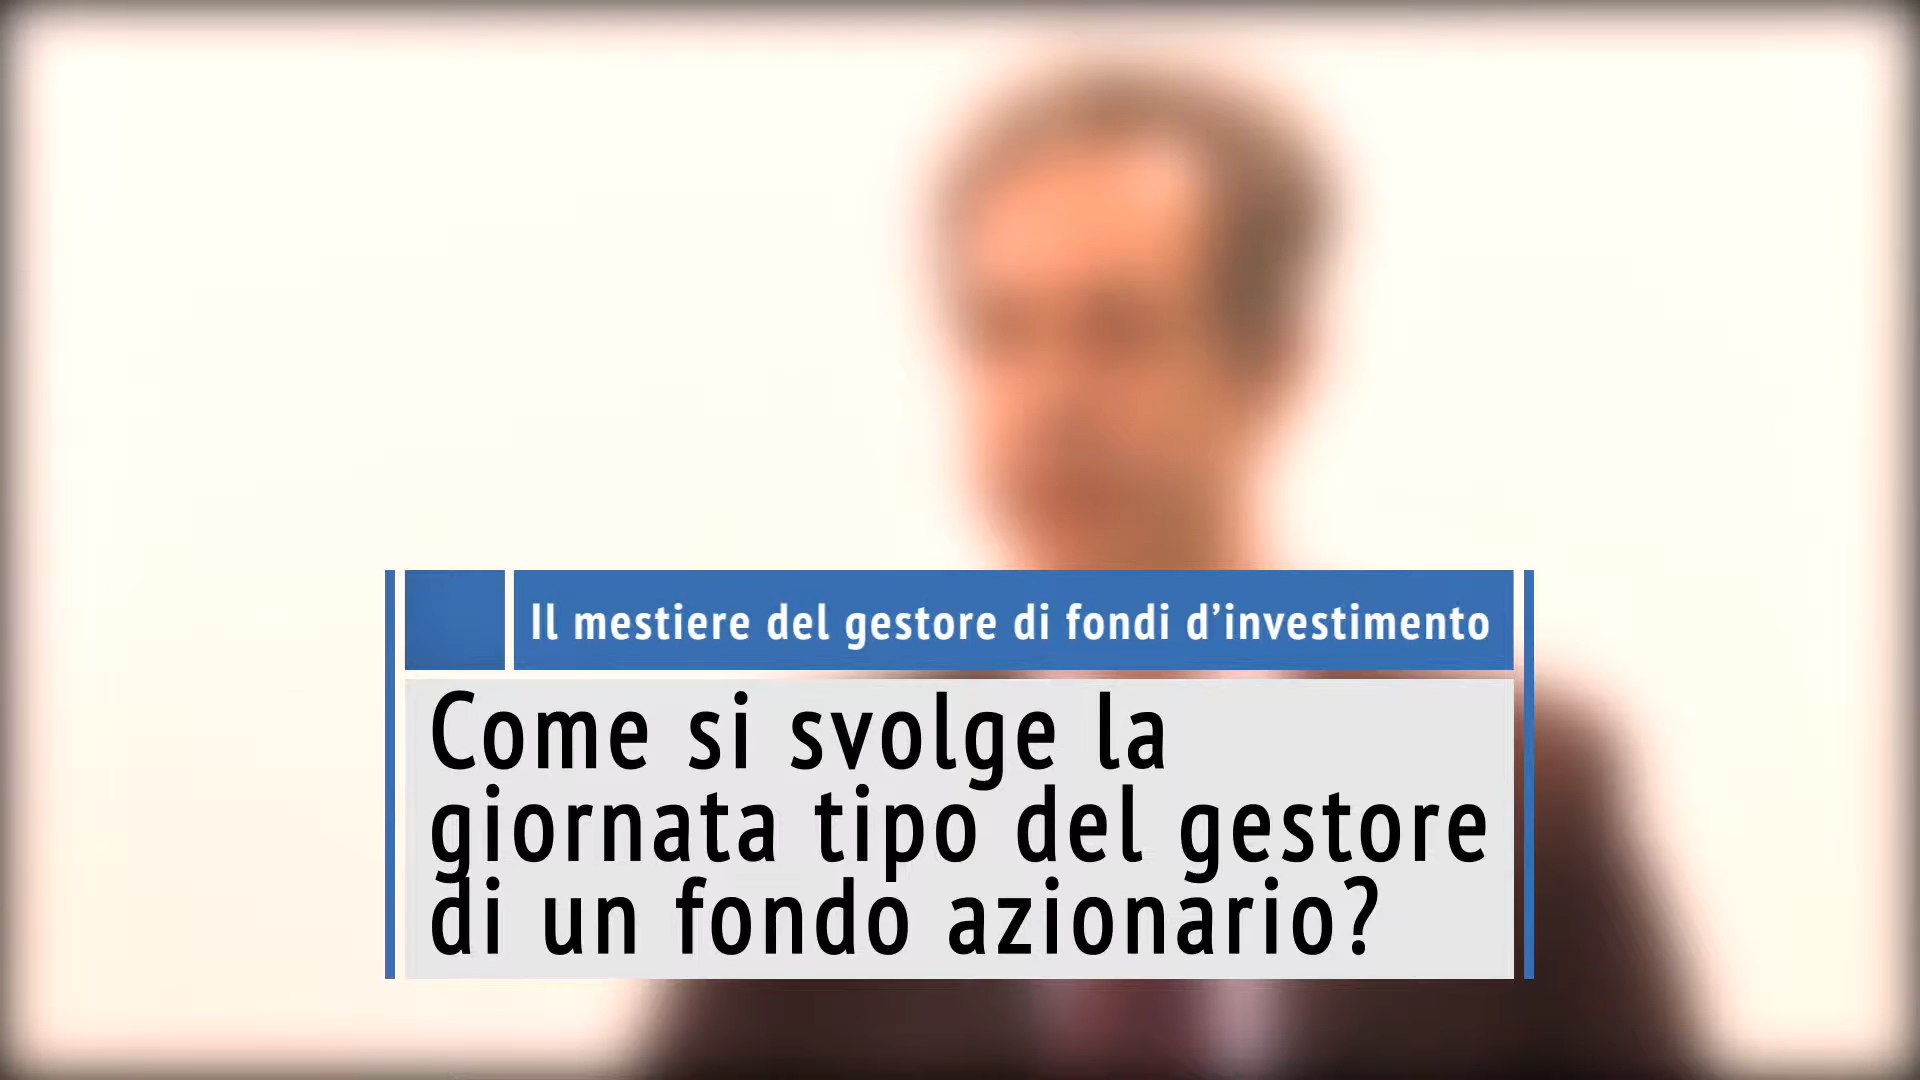 Il mestiere del gestore di fondi d’investimento
Come si svolge la
giornata tipo del gestore
di un fondo azionario?